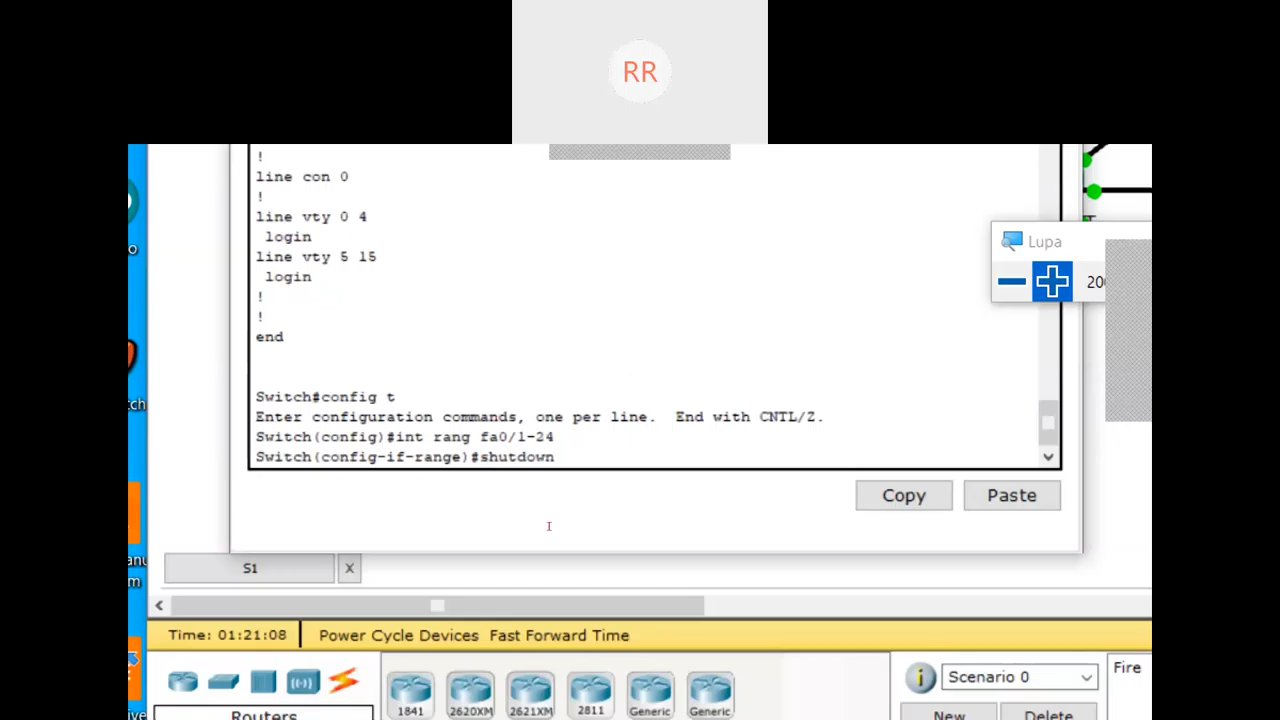 RR
!
line con 0
!
line vty 0 4
login
line vty 5 15
login
!
!
end
Switch#config t
Enter configuration commands, one per line.  End with CNTL/Z.
Switch(config)#int rang fa0/1-24
Switch(config-if-range)#shutdown
Copy
Paste
Lupa
S1
X
Time: 01:21:08
Power Cycle Devices  Fast Forward Time
1841
2620XM
2621XM
2811
Generic
Generic
Scenario 0
Fire
Routers
New
Delete